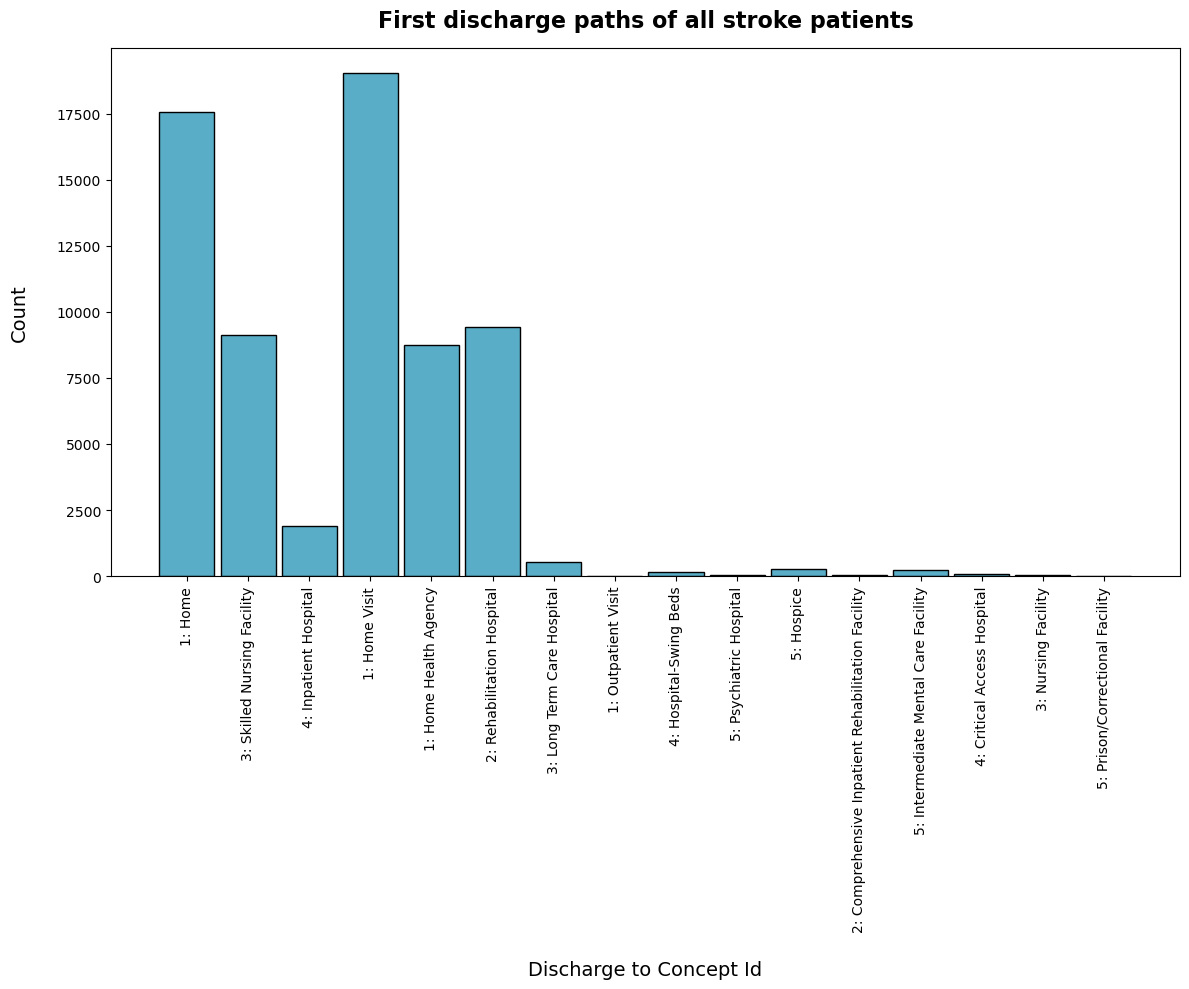 First discharge paths of all stroke patients
17500
15000
12500
10000
7500
5000
2500
0
Count
1: Home
3: Skilled Nursing Facility
4: Inpatient Hospital
1: Home Visit
1: Home Health Agency
2: Rehabilitation Hospital
3: Long Term Care Hospital
1: Outpatient Visit
4: Hospital-Swing Beds
5: Psychiatric Hospital
5: Hospice
2: Comprehensive Inpatient Rehabilitation Facility
5: Intermediate Mental Care Facility
4: Critical Access Hospital
3: Nursing Facility
5: Prison/Correctional Facility
Discharge to Concept Id